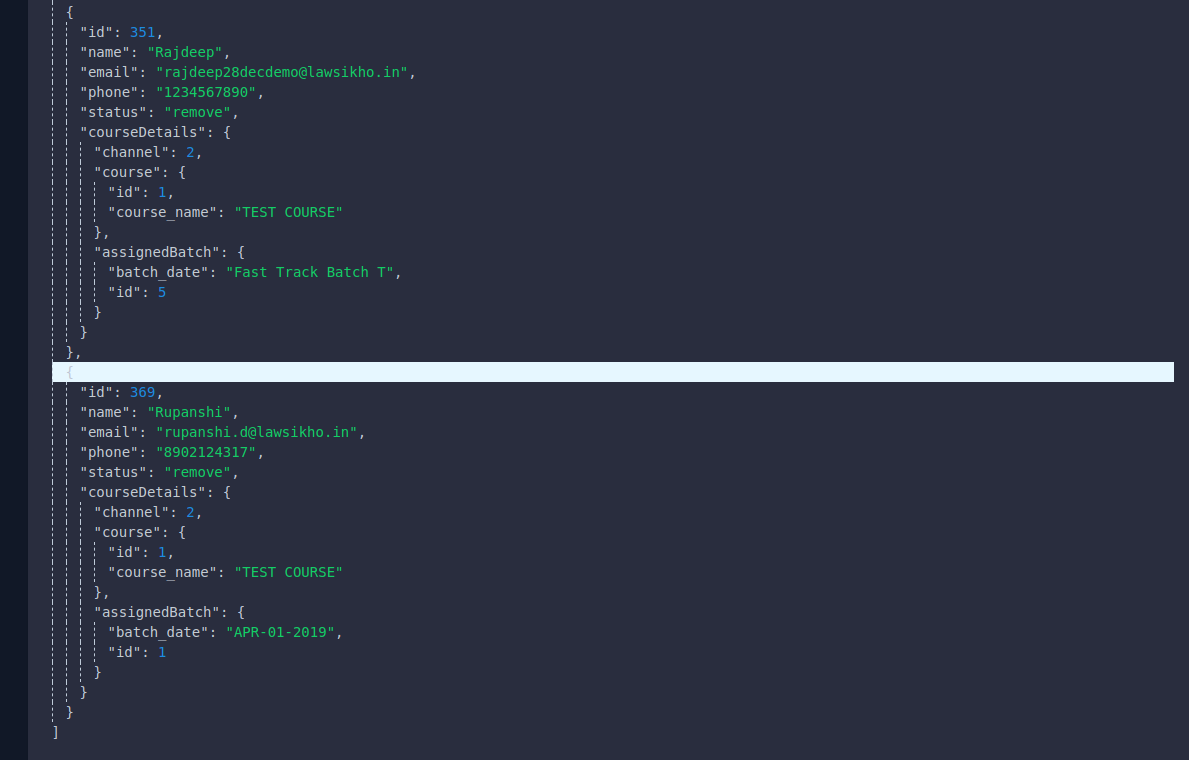 {
"id": 351,
"name": "Rajdeep",
"email": "rajdeep28decdemo@lawsikho.in",
"phone": "1234567890",
"status": "remove",
"courseDetails": {
"channel": 2,
"course": {
"id": 1,
"course_name": "TEST COURSE"
},
"assignedBatch": {
"batch_date": "Fast Track Batch T",
"id": 5
}
}
},
{
"id": 369,
"name": "Rupanshi",
"email": "rupanshi.d@lawsikho.in",
"phone": "8902124317",
"status": "remove",
"courseDetails": {
"channel": 2,
"course": {
"id": 1,
"course_name": "TEST COURSE"
},
"assignedBatch": {
"batch_date": "APR-01-2019",
"id": 1
}
}
}
]